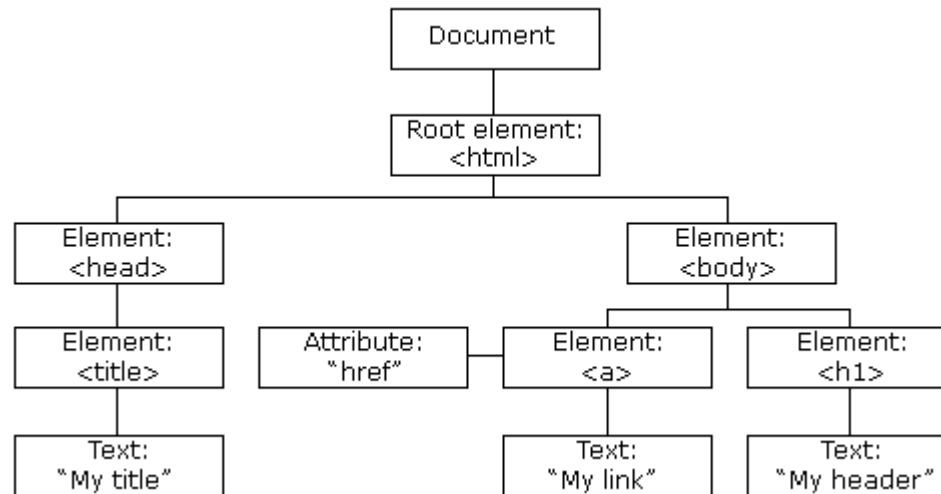 Document
Root element:
<html>
Element:
<head>
Element:
<body>
Element:
<title>
Attribute:
“href”
Element:
<a>
Element:
<h1>
Text:
“My title”
Text:
“My link”
Text:
“My header”